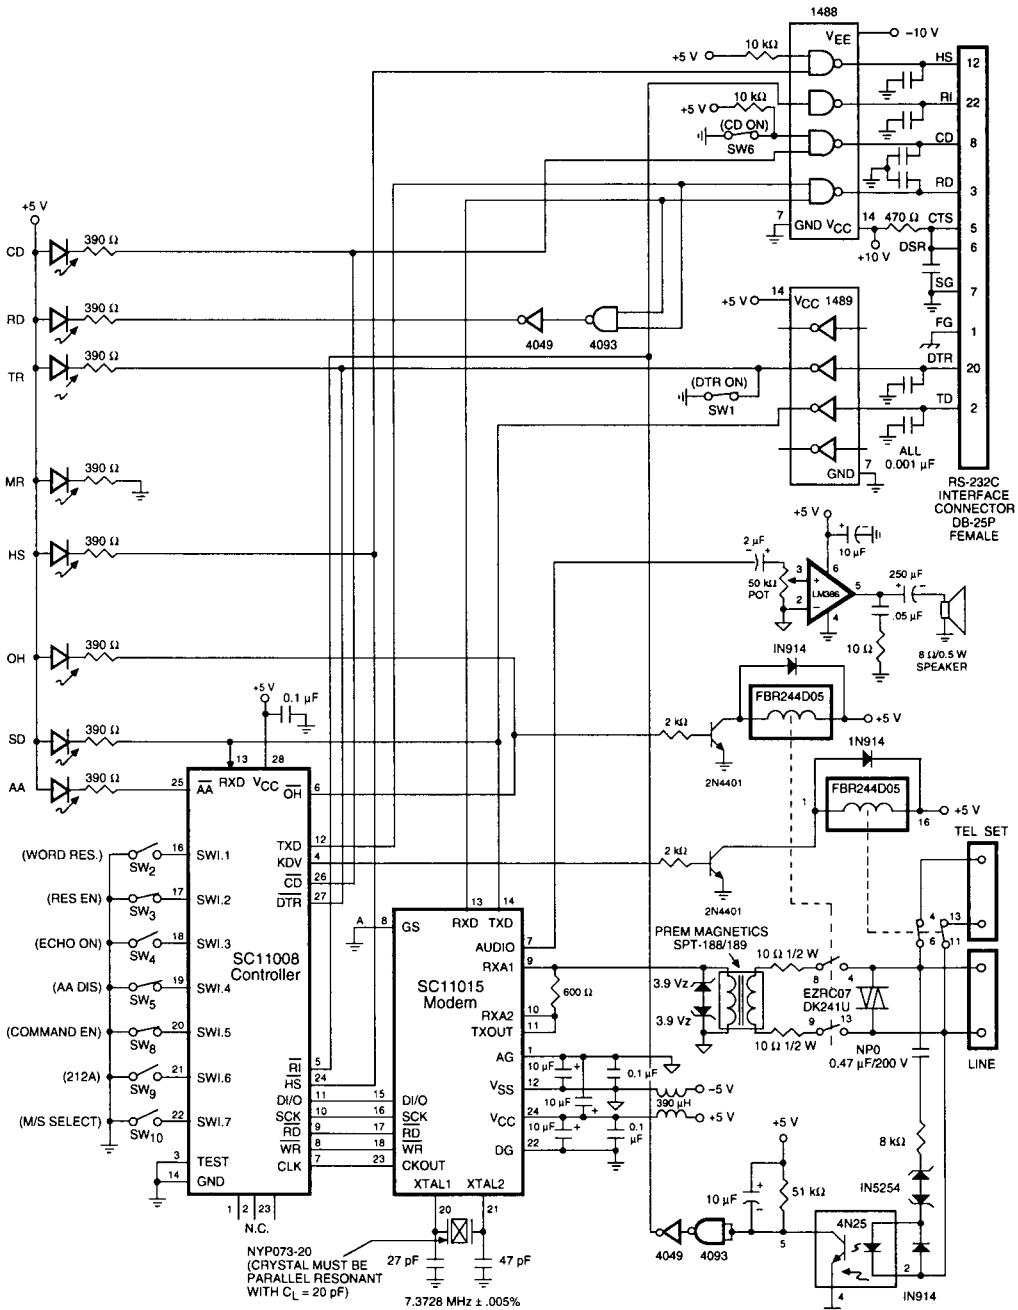 1488
VEE
−10 V
+5 V
10 kΩ
HS
12
+5 V
10 kΩ
RI
22
(CD ON)
SW6
CD
8
RD
3
7
GND VCC
14
470 Ω
CTS
5
+10 V
DSR
6
SG
7
FG
1
+5 V
14
VCC
1489
DTR
20
(DTR ON)
SW1
TD
2
ALL
0.001 µF
GND
7
RS-232C
INTERFACE
CONNECTOR
DB-25P
FEMALE
+5 V
CD
390 Ω
RD
390 Ω
4049
4093
TR
390 Ω
MR
390 Ω
HS
390 Ω
OH
390 Ω
SD
390 Ω
AA
390 Ω
+5 V
0.1 µF
+5 V
10 µF
2 µF
50 kΩ
POT
3
+
2
−
6
LM386
5
4
250 µF
.05 µF
10 Ω
8 Ω/0.5 W
SPEAKER
IN914
FBR244D05
+5 V
2 kΩ
2N4401
1N914
FBR244D05
1
16
+5 V
2 kΩ
2N4401
TEL SET
4
13
6
11
13
28
RXD
VCC
25
AA
OH
6
TXD
12
KDV
4
CD
26
DTR
27
(WORD RES.)
SW2
16
SWI.1
(RES EN)
SW3
17
SWI.2
(ECHO ON)
SW4
18
SWI.3
(AA DIS)
SW5
19
SWI.4
(COMMAND EN)
SW8
20
SWI.5
(212A)
SW9
21
SWI.6
(M/S SELECT)
SW10
22
SWI.7
SC11008
Controller
RI
5
HS
24
DI/O
11
SCK
10
RD
9
WR
8
CLK
7
3
TEST
14
GND
1
2
23
N.C.
A
8
GS
13
14
RXD
TXD
AUDIO
7
RXA1
9
SC11015
Modem
RXA2
10
TXOUT
11
600 Ω
AG
1
VSS
12
VCC
24
DG
22
15
DI/O
16
SCK
17
RD
18
WR
23
CKOUT
XTAL1
XTAL2
20
21
10 µF
0.1 µF
10 µF
390 µH
−5 V
+5 V
10 µF
0.1
µF
PREM MAGNETICS
SPT-188/189
3.9 Vz
3.9 Vz
10 Ω 1/2 W
8
4
EZRC07
DK241U
9
13
10 Ω 1/2 W
NP0
0.47 µF/200 V
LINE
8 kΩ
IN5254
+5 V
10 µF
51 kΩ
4049
4093
5
4N25
2
4
IN914
NYP073-20
(CRYSTAL MUST BE
PARALLEL RESONANT
WITH CL = 20 pF)
27 pF
47 pF
7.3728 MHz ± .005%